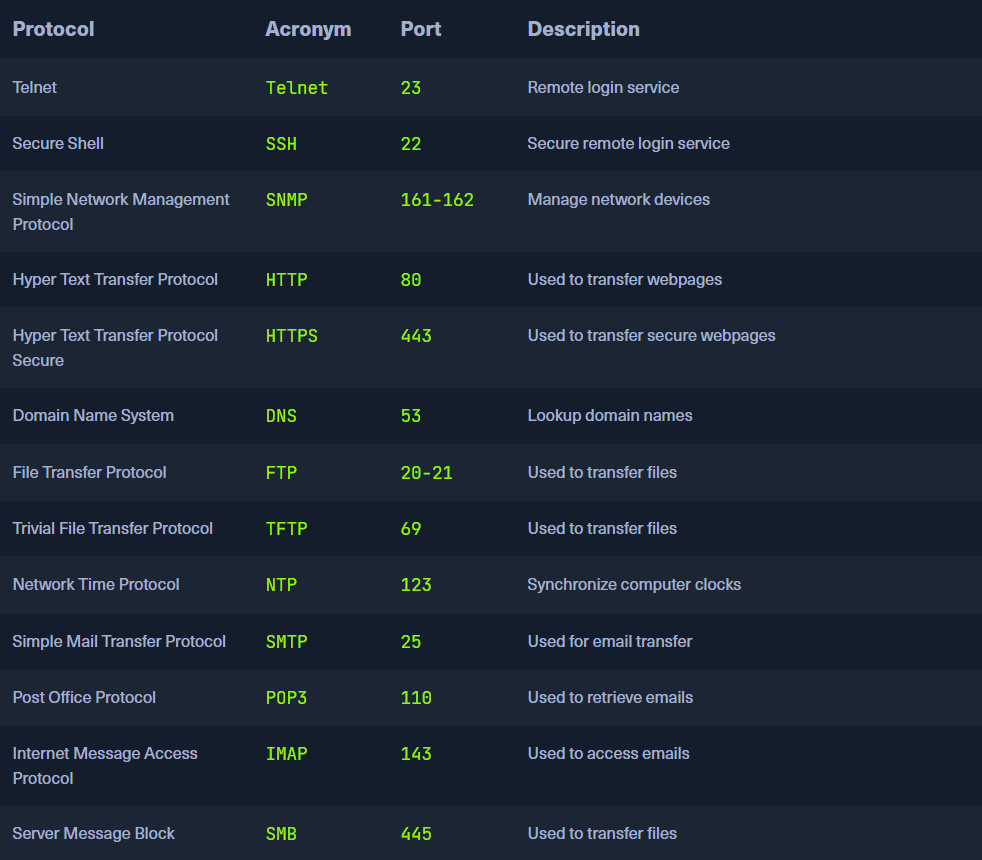 Protocol Acronym Port Description
Telnet Telnet 23 Remote login service
Secure Shell SSH 22 Secure remote login service
Simple Network Management SNMP 161-162 Manage network devices
Protocol
Hyper Text Transfer Protocol HTTP 80 Used to transfer webpages
Hyper Text Transfer Protocol HTTPS 443 Used to transfer secure webpages
Secure
Domain Name System DNS 53 Lookup domain names
File Transfer Protocol FTP 20-21 Used to transfer files
Trivial File Transfer Protocol TFTP 69 Used to transfer files
Network Time Protocol NTP 123 Synchronize computer clocks
Simple Mail Transfer Protocol SMTP 25 Used for email transfer
Post Office Protocol POP3 110 Used to retrieve emails
Internet Message Access IMAP 143 Used to access emails
Protocol
Server Message Block SMB 445 Used to transfer files